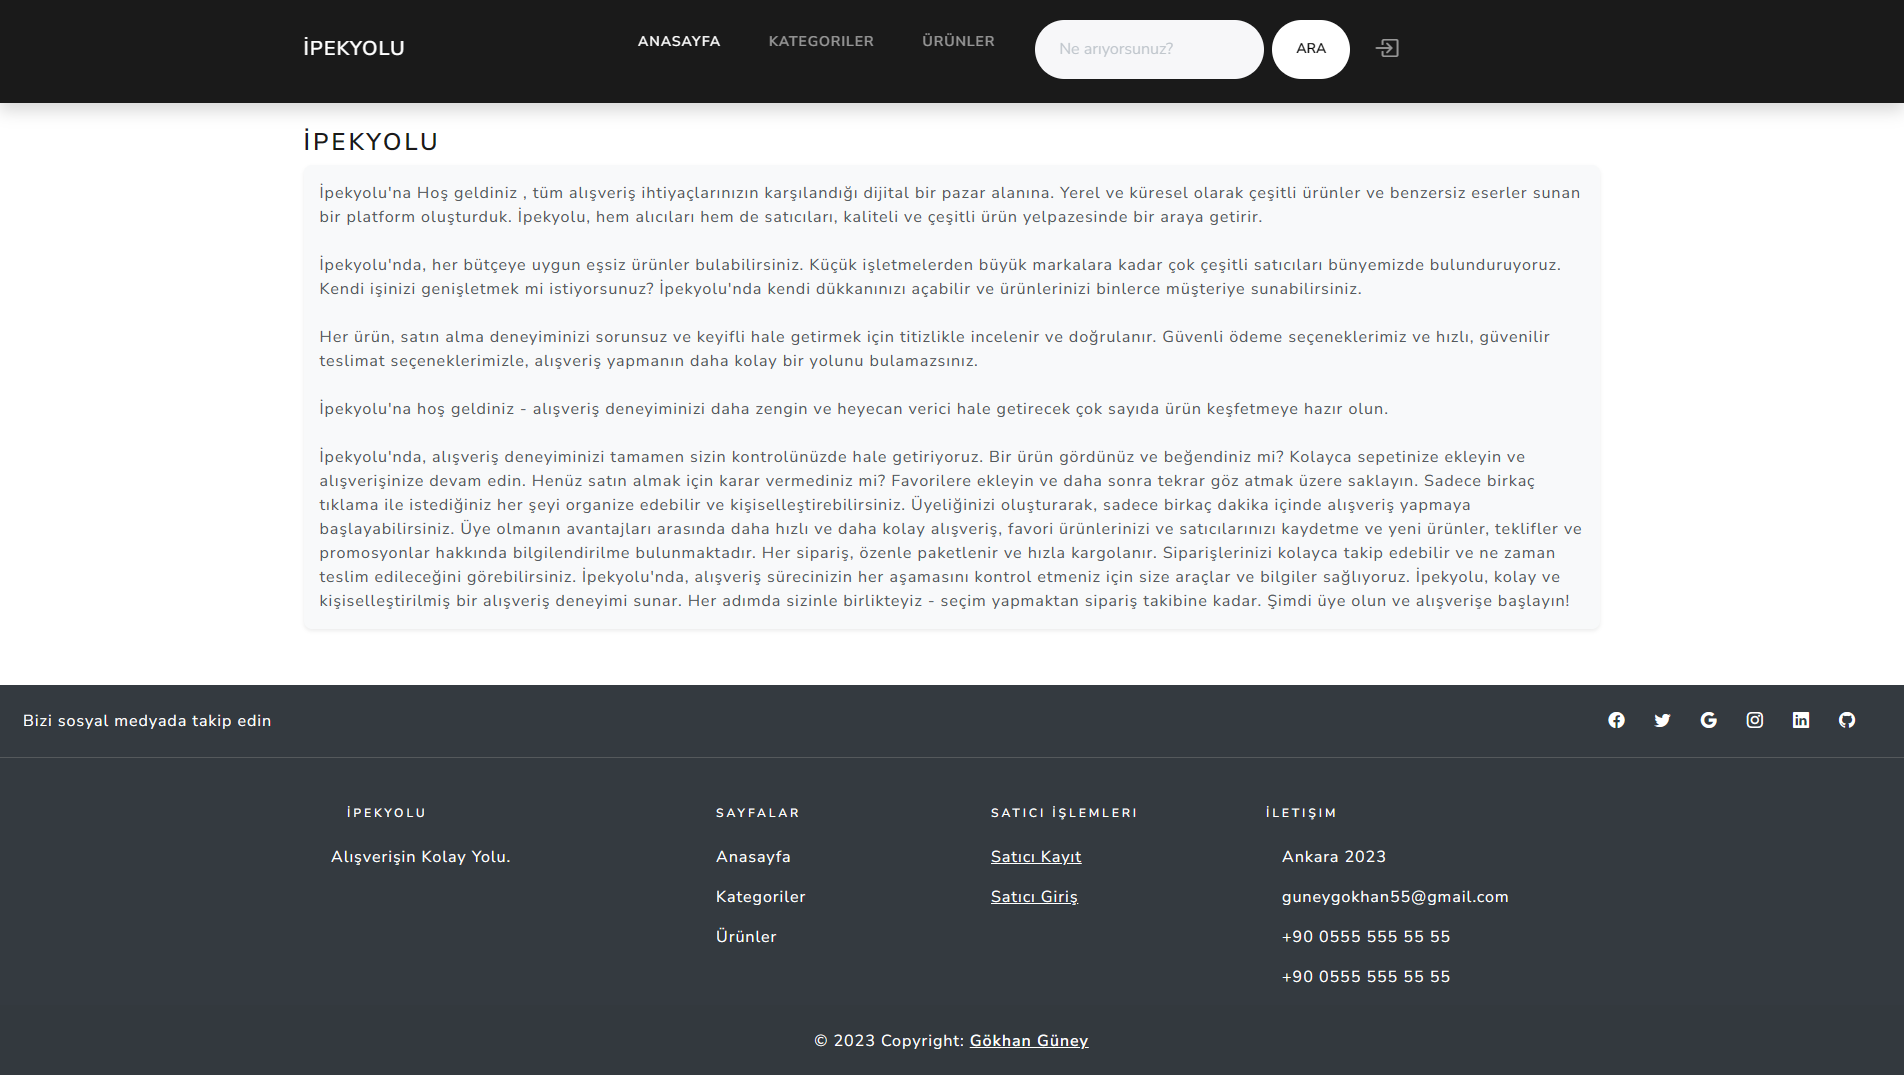 İPEKYOLU
ANASAYFA
KATEGORILER
ÜRÜNLER
Ne arıyorsunuz?
ARA
İPEKYOLU
İpekyolu'na Hoş geldiniz , tüm alışveriş ihtiyaçlarınızın karşılandığı dijital bir pazar alanına. Yerel ve küresel olarak çeşitli ürünler ve benzersiz eserler sunan
bir platform oluşturduk. İpekyolu, hem alıcıları hem de satıcıları, kaliteli ve çeşitli ürün yelpazesinde bir araya getirir.
İpekyolu'nda, her bütçeye uygun eşsiz ürünler bulabilirsiniz. Küçük işletmelerden büyük markalara kadar çok çeşitli satıcıları bünyemizde bulunduruyoruz.
Kendi işinizi genişletmek mi istiyorsunuz? İpekyolu'nda kendi dükkanınızı açabilir ve ürünlerinizi binlerce müşteriye sunabilirsiniz.
Her ürün, satın alma deneyiminizi sorunsuz ve keyifli hale getirmek için titizlikle incelenir ve doğrulanır. Güvenli ödeme seçeneklerimiz ve hızlı, güvenilir
teslimat seçeneklerimizle, alışveriş yapmanın daha kolay bir yolunu bulamazsınız.
İpekyolu'na hoş geldiniz - alışveriş deneyiminizi daha zengin ve heyecan verici hale getirecek çok sayıda ürün keşfetmeye hazır olun.
İpekyolu'nda, alışveriş deneyiminizi tamamen sizin kontrolünüzde hale getiriyoruz. Bir ürün gördünüz ve beğendiniz mi? Kolayca sepetinize ekleyin ve
alışverişinize devam edin. Henüz satın almak için karar vermediniz mi? Favorilere ekleyin ve daha sonra tekrar göz atmak üzere saklayın. Sadece birkaç
tıklama ile istediğiniz her şeyi organize edebilir ve kişiselleştirebilirsiniz. Üyeliğinizi oluşturarak, sadece birkaç dakika içinde alışveriş yapmaya
başlayabilirsiniz. Üye olmanın avantajları arasında daha hızlı ve daha kolay alışveriş, favori ürünlerinizi ve satıcılarınızı kaydetme ve yeni ürünler, teklifler ve
promosyonlar hakkında bilgilendirilme bulunmaktadır. Her sipariş, özenle paketlenir ve hızla kargolanır. Siparişlerinizi kolayca takip edebilir ve ne zaman
teslim edileceğini görebilirsiniz. İpekyolu'nda, alışveriş sürecinizin her aşamasını kontrol etmeniz için size araçlar ve bilgiler sağlıyoruz. İpekyolu, kolay ve
kişiselleştirilmiş bir alışveriş deneyimi sunar. Her adımda sizinle birlikteyiz - seçim yapmaktan sipariş takibine kadar. Şimdi üye olun ve alışverişe başlayın!
Bizi sosyal medyada takip edin
İPEKYOLU
Alışverişin Kolay Yolu.
SAYFALAR
Anasayfa
Kategoriler
Ürünler
SATICI İŞLEMLERI
Satıcı Kayıt
Satıcı Giriş
İLETIŞIM
Ankara 2023
guneygokhan55@gmail.com
+90 0555 555 55 55
+90 0555 555 55 55
© 2023 Copyright: Gökhan Güney